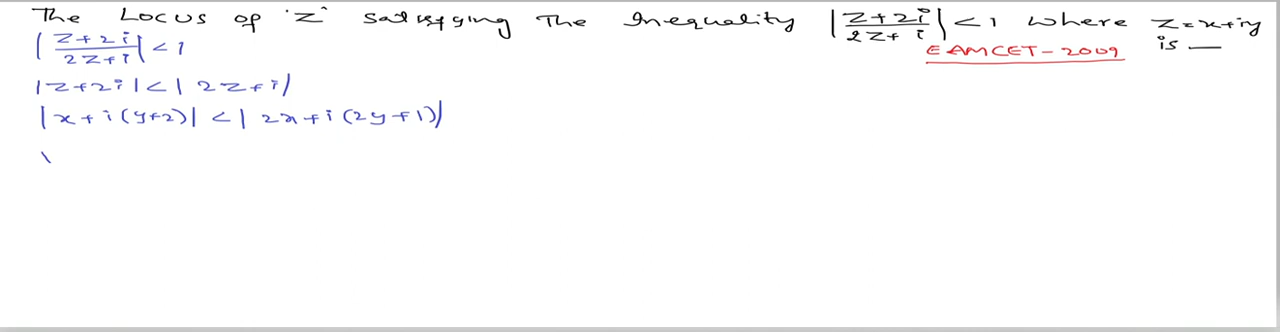 The Locus of 'Z' satisfying The Inequality |Z+2i/2Z+i| <1 where Z=x+iy
is —
EAMCET-2009
|Z+2i/2Z+i| <1
|Z+2i|<|2Z+i|
|x+i(y+2)| <| 2x+i(2y+1)|
\